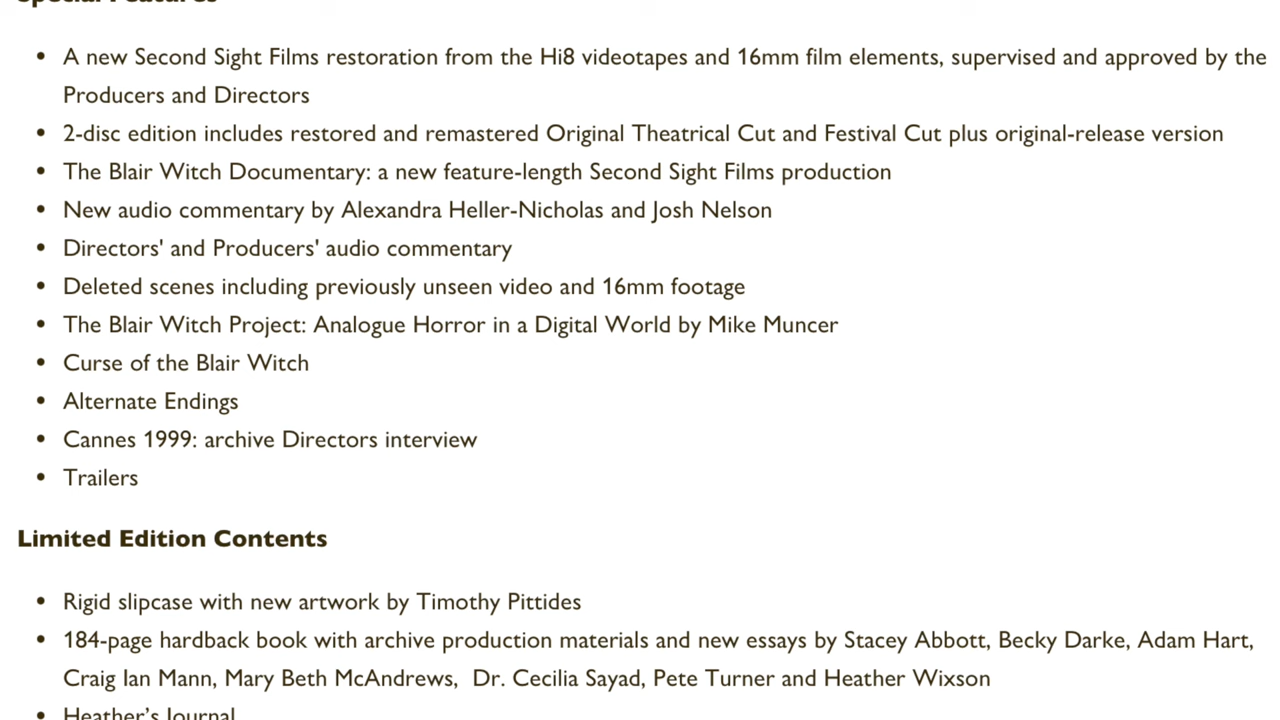 Special Features
• A new Second Sight Films restoration from the Hi8 videotapes and 16mm film elements, supervised and approved by the
Producers and Directors
• 2-disc edition includes restored and remastered Original Theatrical Cut and Festival Cut plus original-release version
• The Blair Witch Documentary: a new feature-length Second Sight Films production
• New audio commentary by Alexandra Heller-Nicholas and Josh Nelson
• Directors' and Producers' audio commentary
• Deleted scenes including previously unseen video and 16mm footage
• The Blair Witch Project: Analogue Horror in a Digital World by Mike Muncer
• Curse of the Blair Witch
• Alternate Endings
• Cannes 1999: archive Directors interview
• Trailers
Limited Edition Contents
• Rigid slipcase with new artwork by Timothy Pittides
• 184-page hardback book with archive production materials and new essays by Stacey Abbott, Becky Darke, Adam Hart,
Craig Ian Mann, Mary Beth McAndrews,  Dr. Cecilia Sayad, Pete Turner and Heather Wixson
• Heather’s Journal